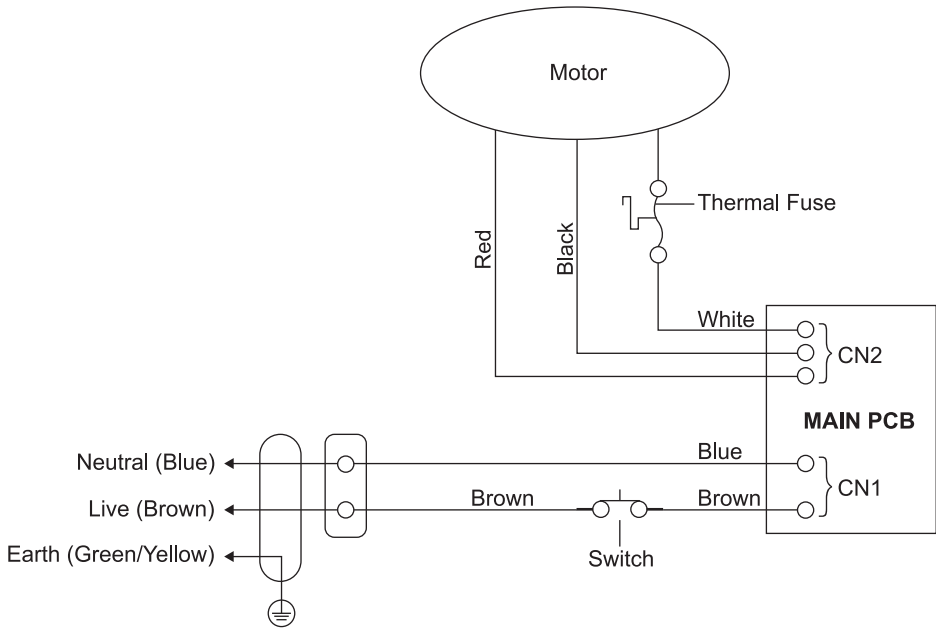 Motor
Thermal Fuse
Red
Black
White
CN2
MAIN PCB
Neutral (Blue)
Blue
CN1
Live (Brown)
Brown
Brown
Earth (Green/Yellow)
Switch